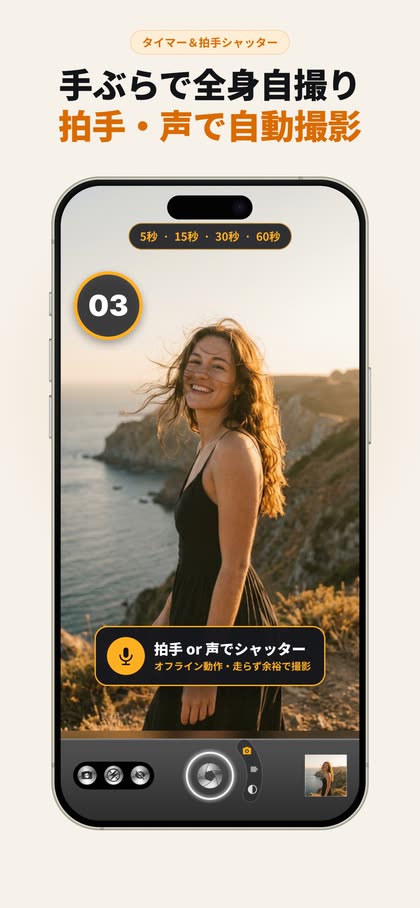 タイマー＆拍手シャッター
手ぶらで全身自撮り
拍手・声で自動撮影
5秒 · 15秒 · 30秒 · 60秒
03
拍手 or 声でシャッター
オフライン動作・走らず余裕で撮影